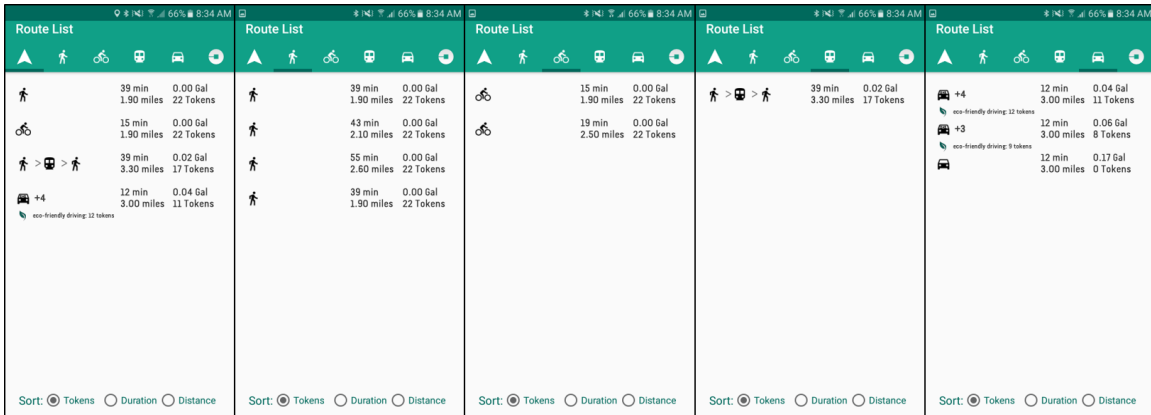 66% 8:34 AM
Route List
39 min 0.00 Gal
1.90 miles 22 Tokens
15 min 0.00 Gal
1.90 miles 22 Tokens
> >
39 min 0.02 Gal
3.30 miles 17 Tokens
+4
12 min 0.04 Gal
3.00 miles 11 Tokens
eco-friendly driving: 12 tokens
Sort: Tokens Duration Distance
66% 8:34 AM
Route List
39 min 0.00 Gal
1.90 miles 22 Tokens
43 min 0.00 Gal
2.10 miles 22 Tokens
55 min 0.00 Gal
2.60 miles 22 Tokens
39 min 0.00 Gal
1.90 miles 22 Tokens
Sort: Tokens Duration Distance
66% 8:34 AM
Route List
15 min 0.00 Gal
1.90 miles 22 Tokens
19 min 0.00 Gal
2.50 miles 22 Tokens
Sort: Tokens Duration Distance
66% 8:34 AM
Route List
> >
39 min 0.02 Gal
3.30 miles 17 Tokens
Sort: Tokens Duration Distance
66% 8:34 AM
Route List
+4
12 min 0.04 Gal
3.00 miles 11 Tokens
eco-friendly driving: 12 tokens
+3
12 min 0.06 Gal
3.00 miles 8 Tokens
eco-friendly driving: 9 tokens
12 min 0.17 Gal
3.00 miles 0 Tokens
Sort: Tokens Duration Distance